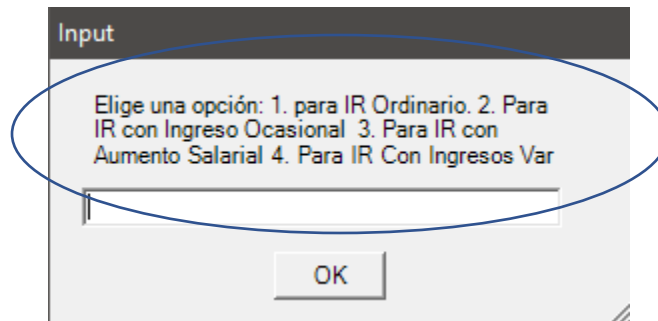 Input
Elige una opción: 1. para IR Ordinario. 2. Para
IR con Ingreso Ocasional  3. Para IR con
Aumento Salarial 4. Para IR Con Ingresos Var
OK